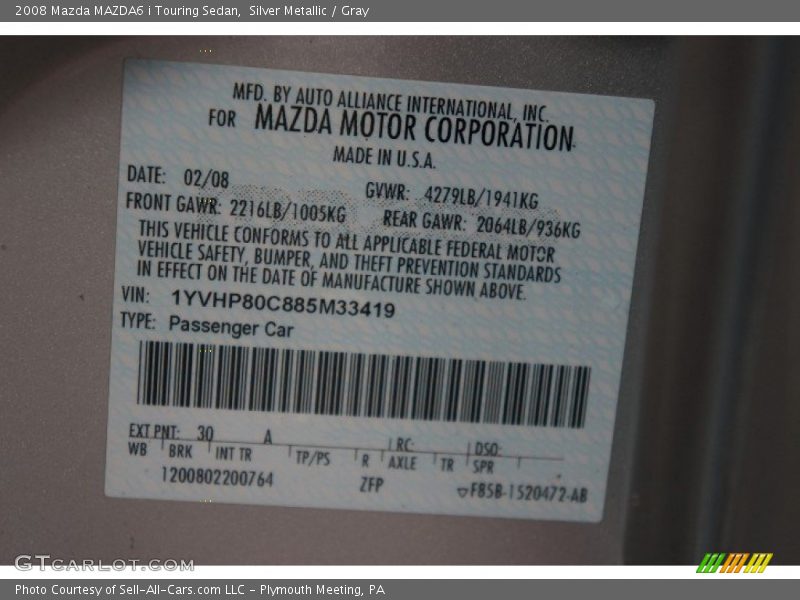 2008 Mazda MAZDA6 i Touring Sedan,  Silver Metallic / Gray
MFD. BY AUTO ALLIANCE INTERNATIONAL, INC.
FOR MAZDA MOTOR CORPORATION
MADE IN U.S.A.
DATE: 02/08 GVWR: 4279LB/1941KG
FRONT GAWR: 2216LB/1005KG REAR GAWR: 2064LB/936KG
THIS VEHICLE CONFORMS TO ALL APPLICABLE FEDERAL MOTOR
VEHICLE SAFETY, BUMPER, AND THEFT PREVENTION STANDARDS
IN EFFECT ON THE DATE OF MANUFACTURE SHOWN ABOVE.
VIN: 1YVHP80C885M33419
TYPE: Passenger Car
EXT PNT: 30 A RC: DSO:
WB BRK INT TR TP/PS R AXLE TR SPR
1200802200764 ZFP F85B-1520472-AB
GTcarlot.com
Photo Courtesy of Sell-All-Cars.com LLC - Plymouth Meeting, PA